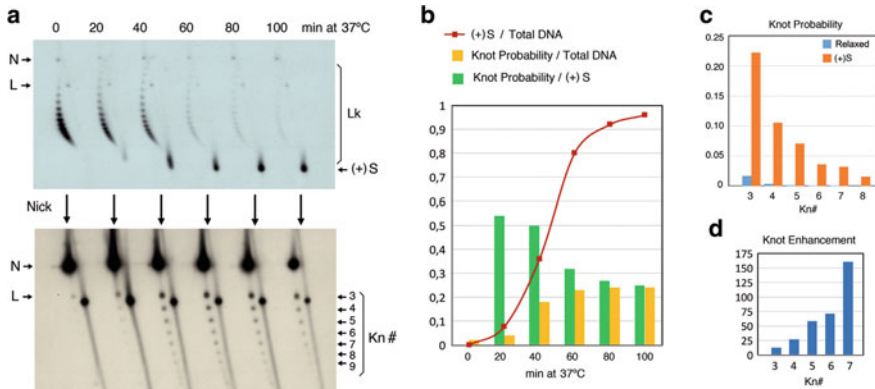 a
0 20 40 60 80 100 min at 37ºC
N
L
Lk
(+) S
Nick
N
L
3
4
5
6
7
8
9
Kn #
b
(+) S / Total DNA
Knot Probability / Total DNA
Knot Probability / (+) S
1
0,9
0,8
0,7
0,6
0,5
0,4
0,3
0,2
0,1
0
0 20 40 60 80 100
min at 37ºC
c
Knot Probability
Relaxed
(+)S
0.25
0.20
0.15
0.10
0.05
0.00
3 4 5 6 7 8
Kn#
d
Knot Enhancement
175
150
125
100
75
50
25
0
3 4 5 6 7
Kn#